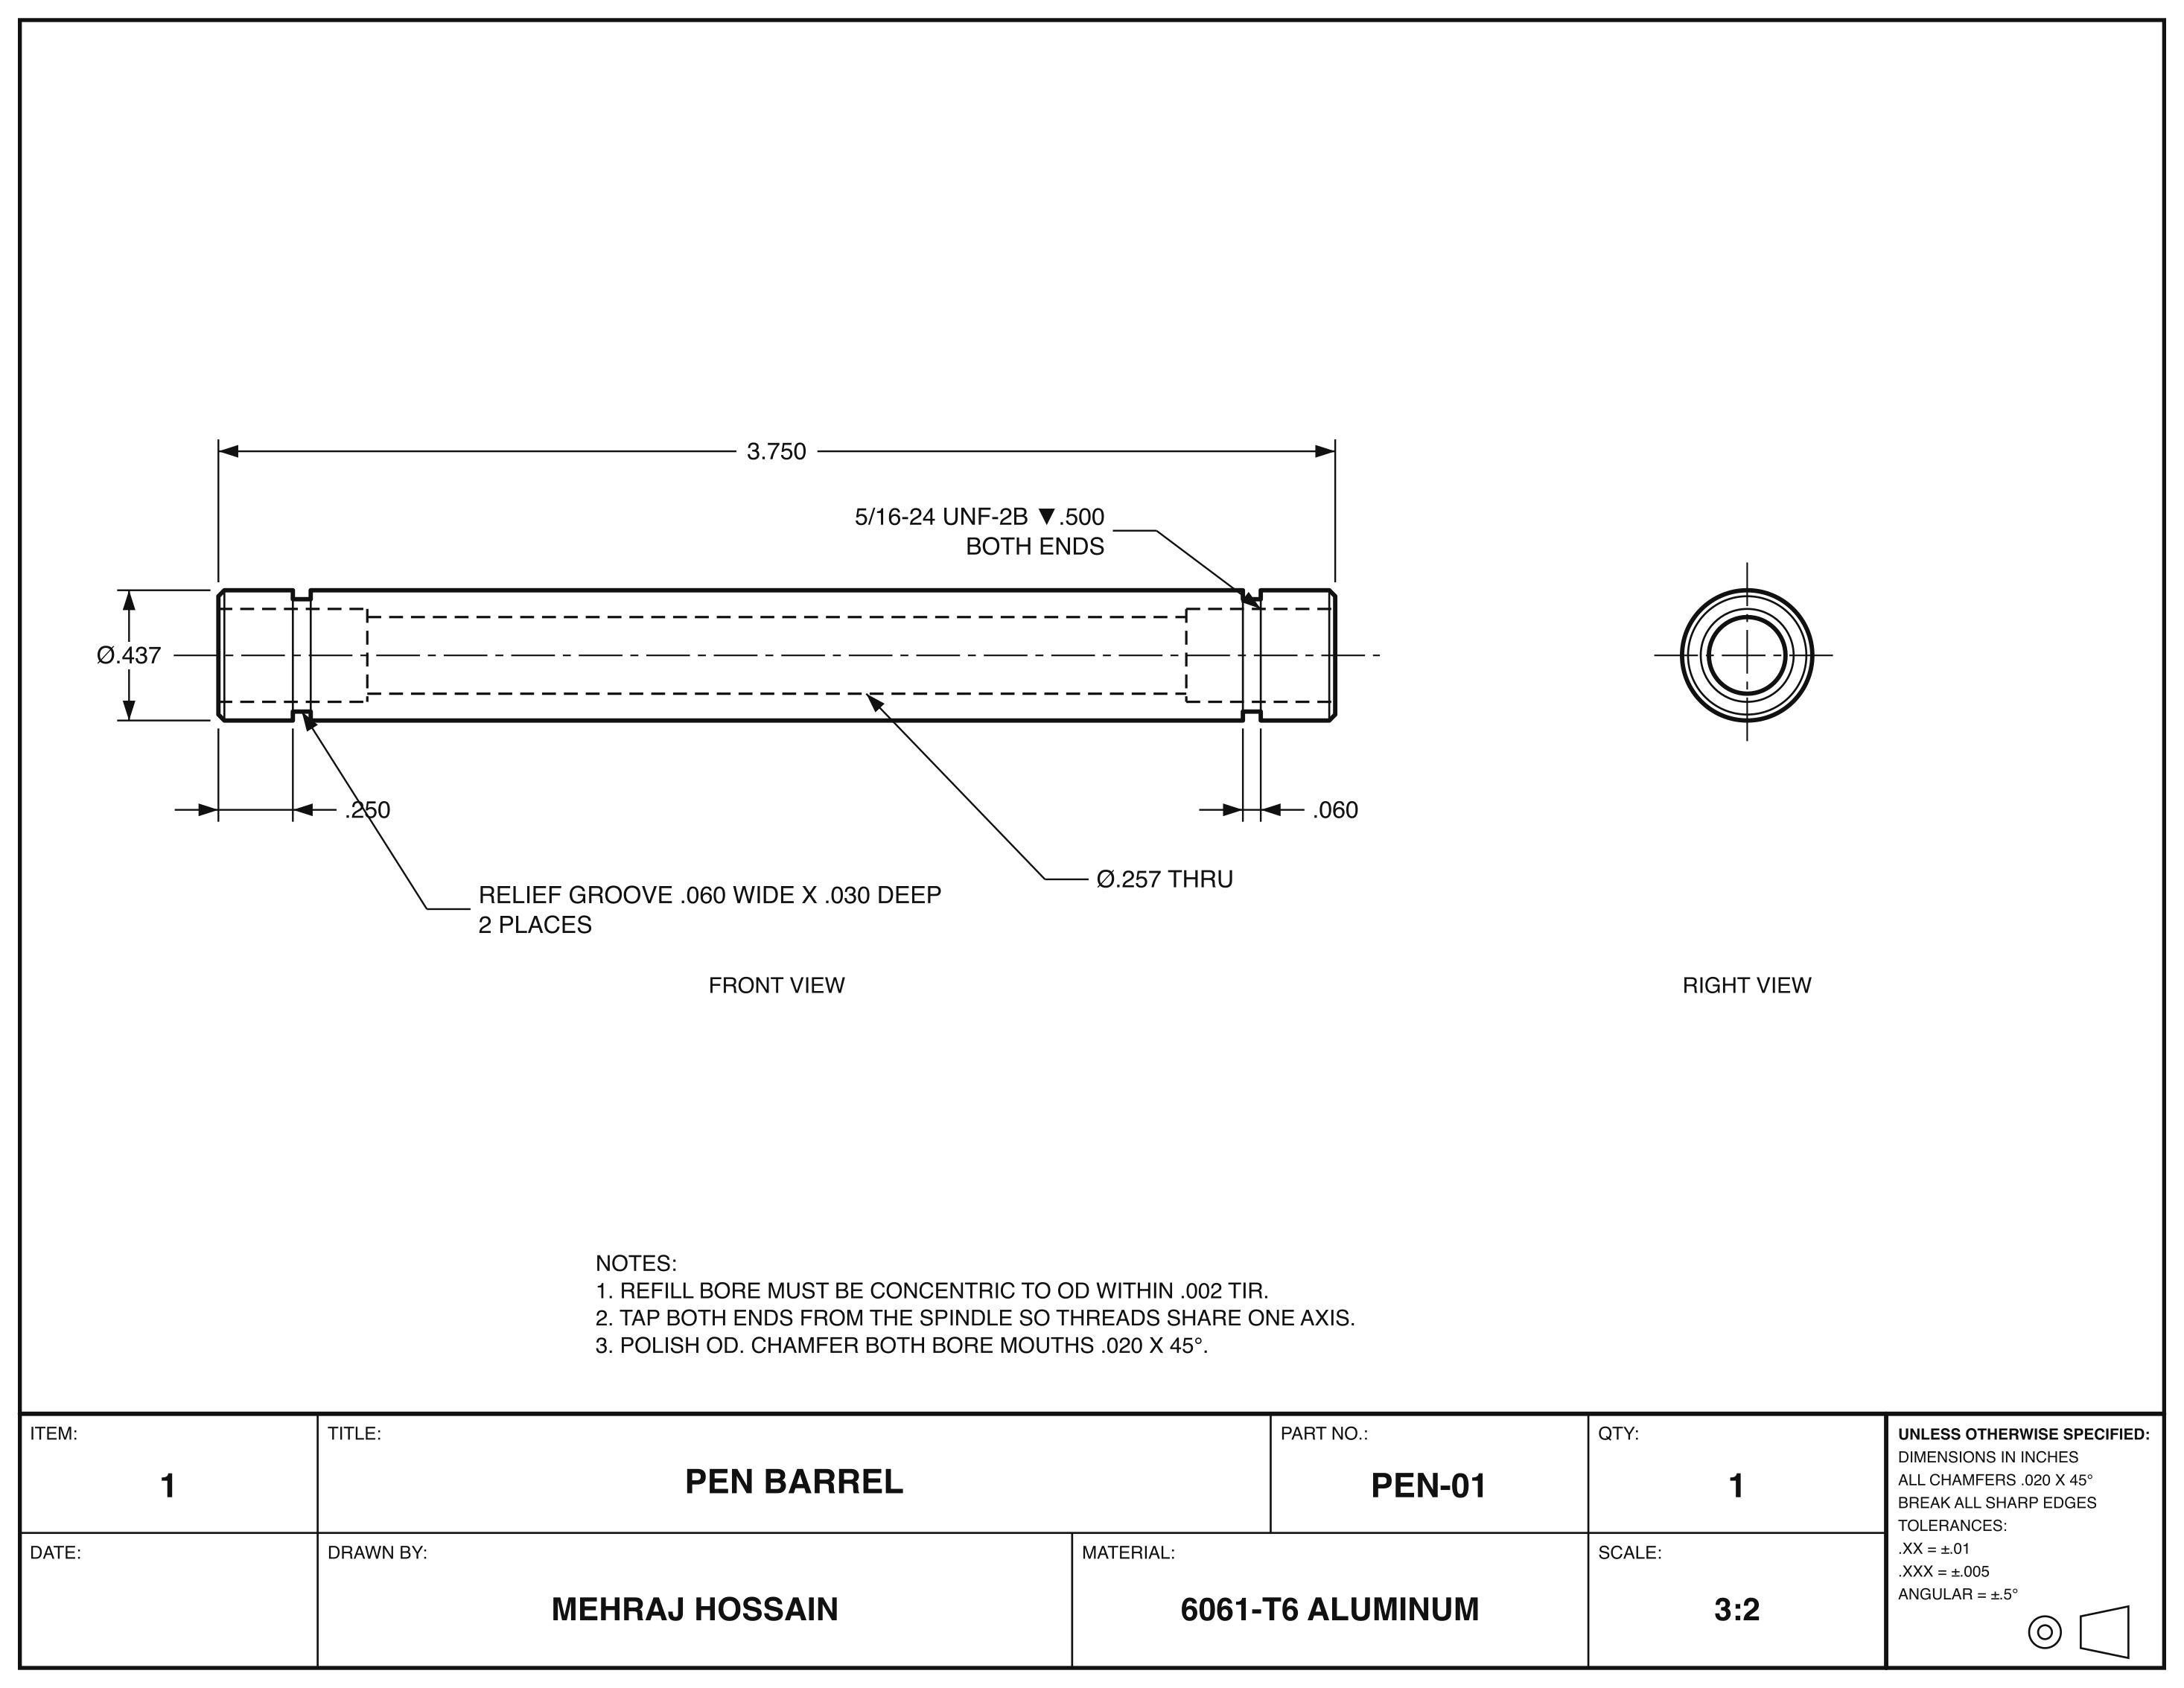 3.750
5/16-24 UNF-2B ▼.500
BOTH ENDS
Ø.437
.250
.060
Ø.257 THRU
RELIEF GROOVE .060 WIDE X .030 DEEP
2 PLACES
FRONT VIEW
RIGHT VIEW
NOTES:
1. REFILL BORE MUST BE CONCENTRIC TO OD WITHIN .002 TIR.
2. TAP BOTH ENDS FROM THE SPINDLE SO THREADS SHARE ONE AXIS.
3. POLISH OD. CHAMFER BOTH BORE MOUTHS .020 X 45°.
ITEM:
1
TITLE:
PEN BARREL
PART NO.:
PEN-01
QTY:
1
DATE:
DRAWN BY:
MEHRAJ HOSSAIN
MATERIAL:
6061-T6 ALUMINUM
SCALE:
3:2
UNLESS OTHERWISE SPECIFIED:
DIMENSIONS IN INCHES
ALL CHAMFERS .020 X 45°
BREAK ALL SHARP EDGES
TOLERANCES:
.XX = ±.01
.XXX = ±.005
ANGULAR = ±.5°